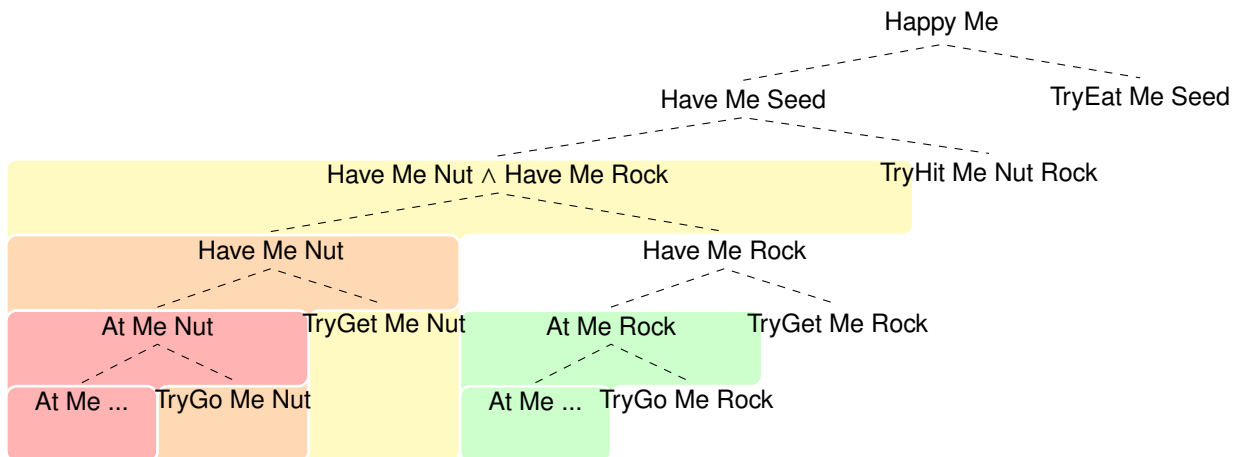 Happy Me
Have Me Seed
TryEat Me Seed
Have Me Nut ∧ Have Me Rock
TryHit Me Nut Rock
Have Me Nut
Have Me Rock
At Me Nut
TryGet Me Nut
At Me Rock
TryGet Me Rock
At Me ...
TryGo Me Nut
At Me ...
TryGo Me Rock